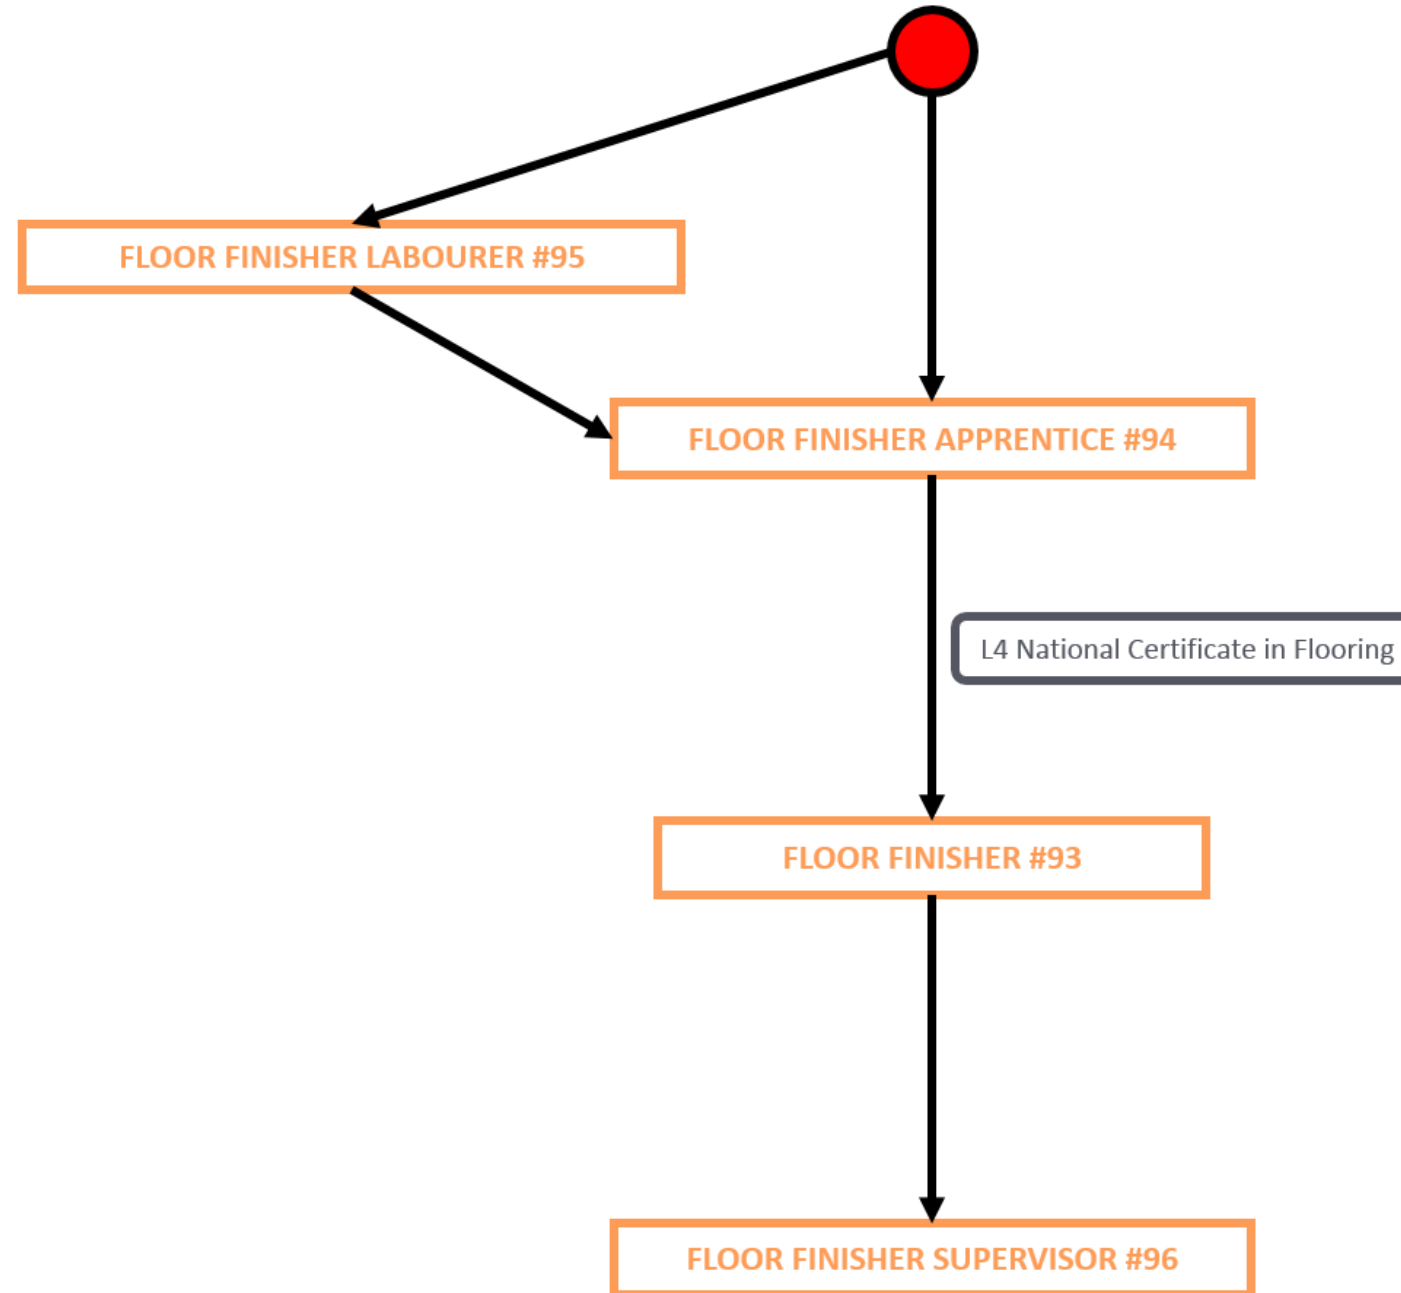 FLOOR FINISHER LABOURER #95
FLOOR FINISHER APPRENTICE #94
L4 National Certificate in Flooring
FLOOR FINISHER #93
FLOOR FINISHER SUPERVISOR #96